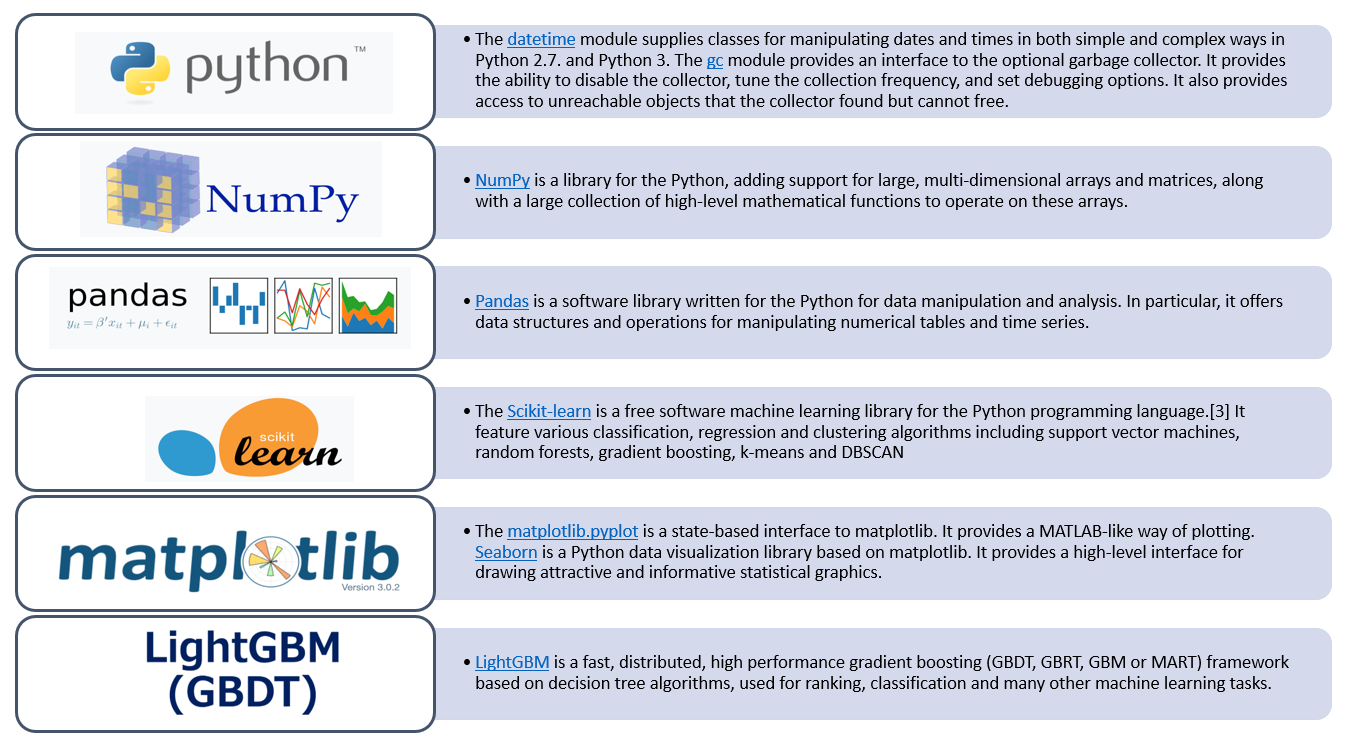 python™
• The datetime module supplies classes for manipulating dates and times in both simple and complex ways in
Python 2.7. and Python 3. The gc module provides an interface to the optional garbage collector. It provides
the ability to disable the collector, tune the collection frequency, and set debugging options. It also provides
access to unreachable objects that the collector found but cannot free.
NumPy
• NumPy is a library for the Python, adding support for large, multi-dimensional arrays and matrices, along
with a large collection of high-level mathematical functions to operate on these arrays.
pandas
y_it = β′x_it + μ_i + ϵ_it
• Pandas is a software library written for the Python for data manipulation and analysis. In particular, it offers
data structures and operations for manipulating numerical tables and time series.
scikit
learn
• The Scikit-learn is a free software machine learning library for the Python programming language.[3] It
feature various classification, regression and clustering algorithms including support vector machines,
random forests, gradient boosting, k-means and DBSCAN
matplotlib
Version 3.0.2
• The matplotlib.pyplot is a state-based interface to matplotlib. It provides a MATLAB-like way of plotting.
Seaborn is a Python data visualization library based on matplotlib. It provides a high-level interface for
drawing attractive and informative statistical graphics.
LightGBM
(GBDT)
• LightGBM is a fast, distributed, high performance gradient boosting (GBDT, GBRT, GBM or MART) framework
based on decision tree algorithms, used for ranking, classification and many other machine learning tasks.